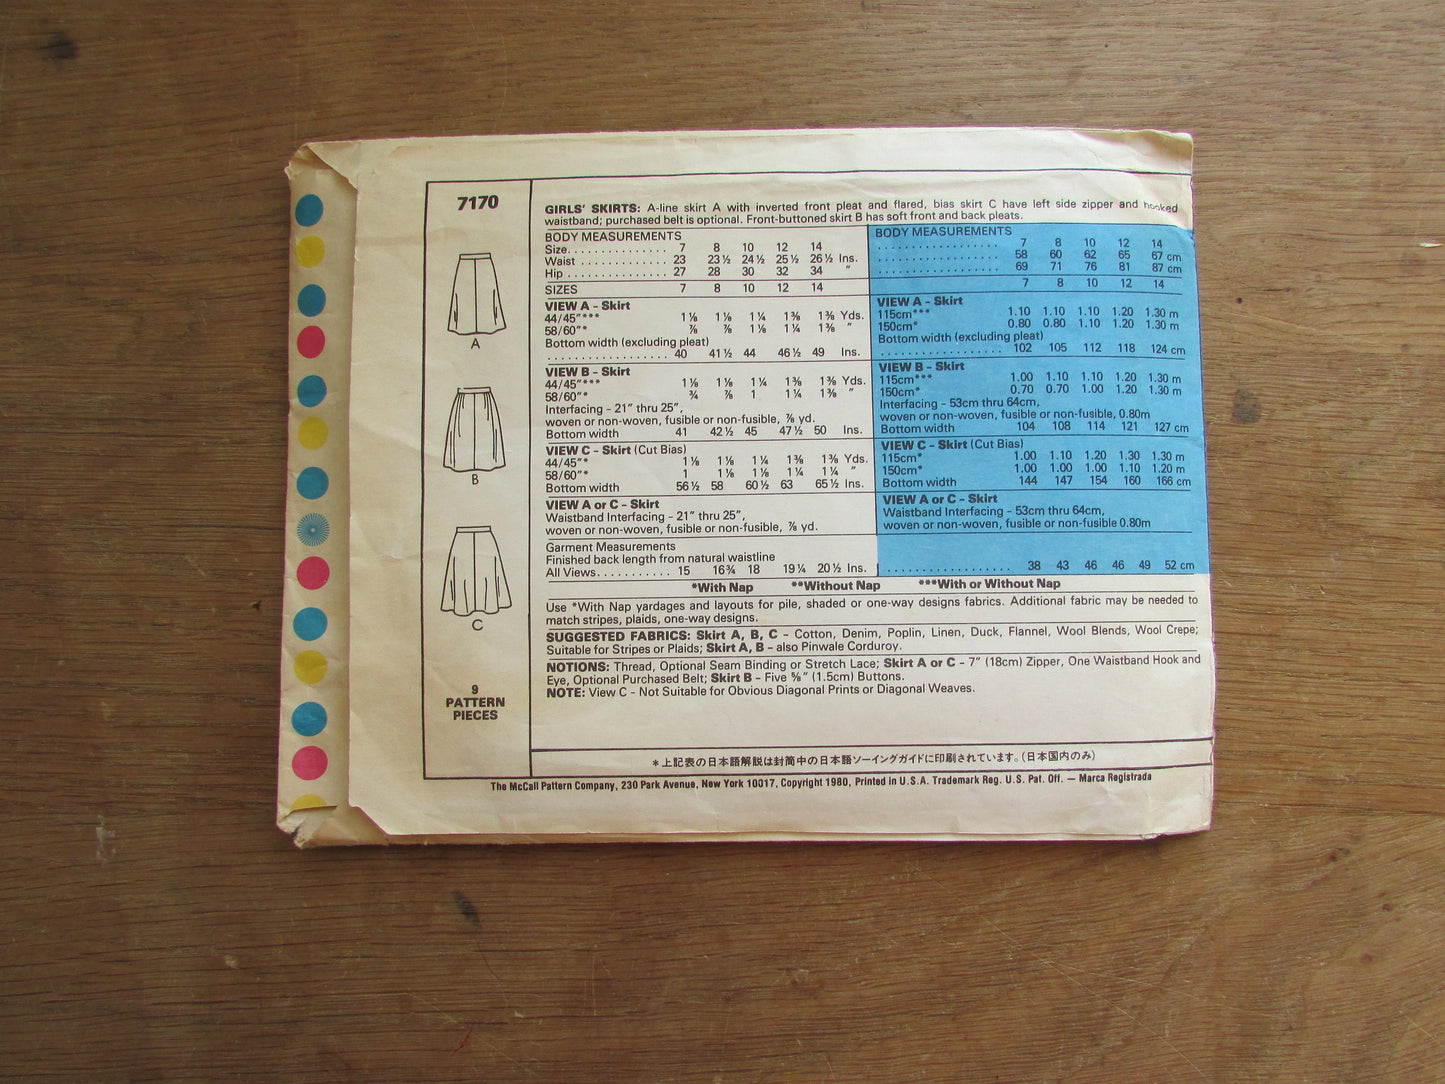 7170
A
B
C
9
PATTERN
PIECES
GIRLS' SKIRTS: A-line skirt A with inverted front pleat and flared, bias skirt C have left side zipper and hooked
waistband; purchased belt is optional. Front-buttoned skirt B has soft front and back pleats.
BODY MEASUREMENTS
Size. . . . . . . . . . . . . . . 7 8 10 12 14
Waist . . . . . . . . . . . . . 23 23½ 24½ 25½ 26½ Ins.
Hip . . . . . . . . . . . . . . . 27 28 30 32 34 "
SIZES 7 8 10 12 14
VIEW A - Skirt
44/45"*** 1⅛ 1⅛ 1¼ 1⅜ 1⅜ Yds.
58/60"* ⅞ ⅞ 1⅛ 1¼ 1⅜ "
Bottom width (excluding pleat)
. . . . . . . . . . . . . . . . . . 40 41½ 44 46½ 49 Ins.
VIEW B - Skirt
44/45"*** 1⅛ 1⅛ 1¼ 1⅜ 1⅜ Yds.
58/60"* ¾ ⅞ 1 1¼ 1⅜ "
Interfacing - 21" thru 25",
woven or non-woven, fusible or non-fusible, ⅞ yd.
Bottom width 41 42½ 45 47½ 50 Ins.
VIEW C - Skirt (Cut Bias)
44/45"* 1⅛ 1⅛ 1¼ 1⅜ 1⅜ Yds.
58/60"* 1 1⅛ 1⅛ 1¼ 1¼ "
Bottom width 56½ 58 60½ 63 65½ Ins.
VIEW A or C - Skirt
Waistband Interfacing - 21" thru 25",
woven or non-woven, fusible or non-fusible, ⅞ yd.
Garment Measurements
Finished back length from natural waistline
All Views. . . . . . . . . . . 15 16¾ 18 19¼ 20½ Ins.
BODY MEASUREMENTS
. . . . . . . . . . . . . . . . . . 7 8 10 12 14
. . . . . . . . . . . . . . . . . . 58 60 62 65 67 cm
. . . . . . . . . . . . . . . . . . 69 71 76 81 87 cm
7 8 10 12 14
VIEW A - Skirt
115cm*** 1.10 1.10 1.10 1.20 1.30 m
150cm* 0.80 0.80 1.10 1.20 1.30 m
Bottom width (excluding pleat)
. . . . . . . . . . . . . . . . . . 102 105 112 118 124 cm
VIEW B - Skirt
115cm*** 1.00 1.10 1.10 1.20 1.30 m
150cm* 0.70 0.70 1.00 1.20 1.30 m
Interfacing - 53cm thru 64cm,
woven or non-woven, fusible or non-fusible, 0.80m
Bottom width 104 108 114 121 127 cm
VIEW C - Skirt (Cut Bias)
115cm* 1.00 1.10 1.20 1.30 1.30 m
150cm* 1.00 1.00 1.00 1.10 1.20 m
Bottom width 144 147 154 160 166 cm
VIEW A or C - Skirt
Waistband Interfacing - 53cm thru 64cm,
woven or non-woven, fusible or non-fusible 0.80m
. . . . . . . . . . . . . . . . . . 38 43 46 46 49 52 cm
*With Nap **Without Nap ***With or Without Nap
Use *With Nap yardages and layouts for pile, shaded or one-way designs fabrics. Additional fabric may be needed to
match stripes, plaids, one-way designs.
SUGGESTED FABRICS: Skirt A, B, C - Cotton, Denim, Poplin, Linen, Duck, Flannel, Wool Blends, Wool Crepe;
Suitable for Stripes or Plaids; Skirt A, B - also Pinwale Corduroy.
NOTIONS: Thread, Optional Seam Binding or Stretch Lace; Skirt A or C - 7" (18cm) Zipper, One Waistband Hook and
Eye, Optional Purchased Belt; Skirt B - Five ⅝" (1.5cm) Buttons.
NOTE: View C - Not Suitable for Obvious Diagonal Prints or Diagonal Weaves.
*上記表の日本語解説は封筒中の日本語ソーイングガイドに印刷されています。(日本国内のみ)
The McCall Pattern Company, 230 Park Avenue, New York 10017, Copyright 1980, Printed in U.S.A. Trademark Reg. U.S. Pat. Off. — Marca Registrada